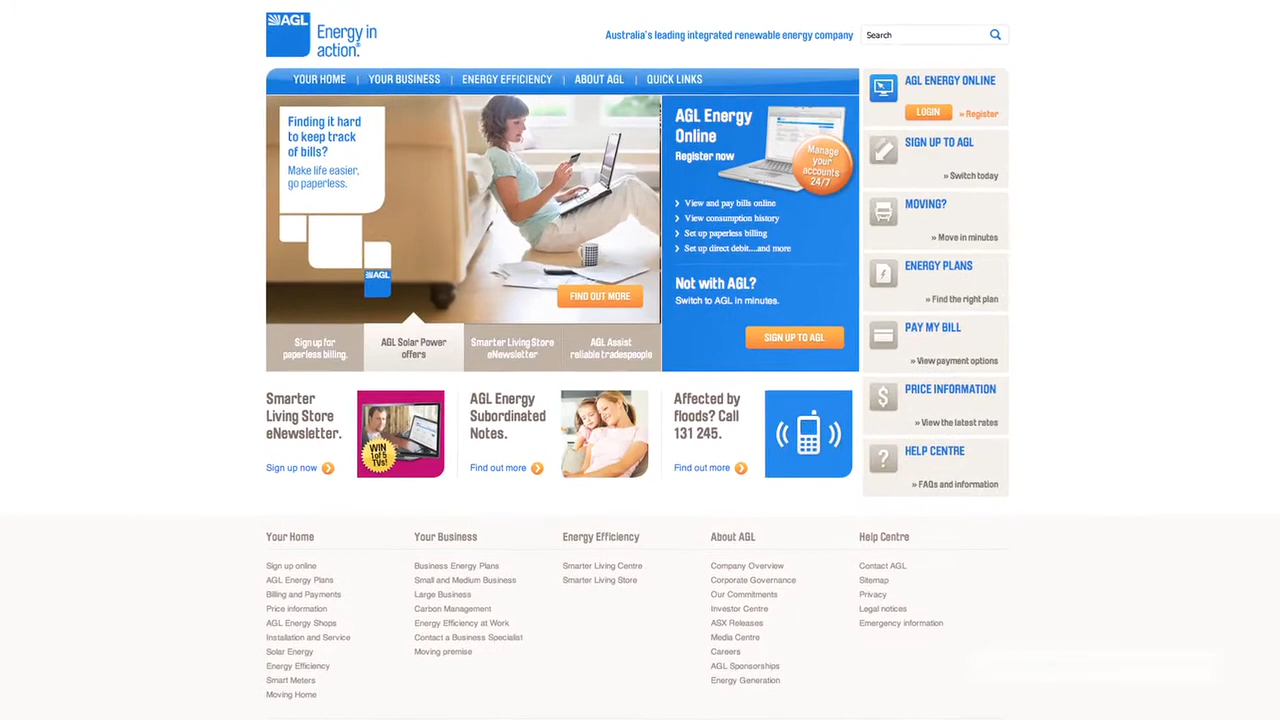 AGL
Energy in
action.®
Australia's leading integrated renewable energy company
Search
YOUR HOME | YOUR BUSINESS | ENERGY EFFICIENCY | ABOUT AGL | QUICK LINKS
Finding it hard
to keep track
of bills?
Make life easier,
go paperless.
AGL
FIND OUT MORE
Sign up for
paperless billing.
AGL Solar Power
offers
Smarter Living Store
eNewsletter
AGL Assist
reliable tradespeople
AGL Energy
Online
Register now
Manage
your
accounts
24/7
View and pay bills online
View consumption history
Set up paperless billing
Set up direct debit....and more
Not with AGL?
Switch to AGL in minutes.
SIGN UP TO AGL
AGL ENERGY ONLINE
LOGIN » Register
SIGN UP TO AGL
» Switch today
MOVING?
» Move in minutes
ENERGY PLANS
» Find the right plan
PAY MY BILL
» View payment options
PRICE INFORMATION
» View the latest rates
HELP CENTRE
» FAQs and information
Smarter
Living Store
eNewsletter.
Sign up now
WIN
1 of 5
TVs!
AGL Energy
Subordinated
Notes.
Find out more
Affected by
floods? Call
131 245.
Find out more
Your Home
Sign up online
AGL Energy Plans
Billing and Payments
Price information
AGL Energy Shops
Installation and Service
Solar Energy
Energy Efficiency
Smart Meters
Moving Home
Your Business
Business Energy Plans
Small and Medium Business
Large Business
Carbon Management
Energy Efficiency at Work
Contact a Business Specialist
Moving premise
Energy Efficiency
Smarter Living Centre
Smarter Living Store
About AGL
Company Overview
Corporate Governance
Our Commitments
Investor Centre
ASX Releases
Media Centre
Careers
AGL Sponsorships
Energy Generation
Help Centre
Contact AGL
Sitemap
Privacy
Legal notices
Emergency information